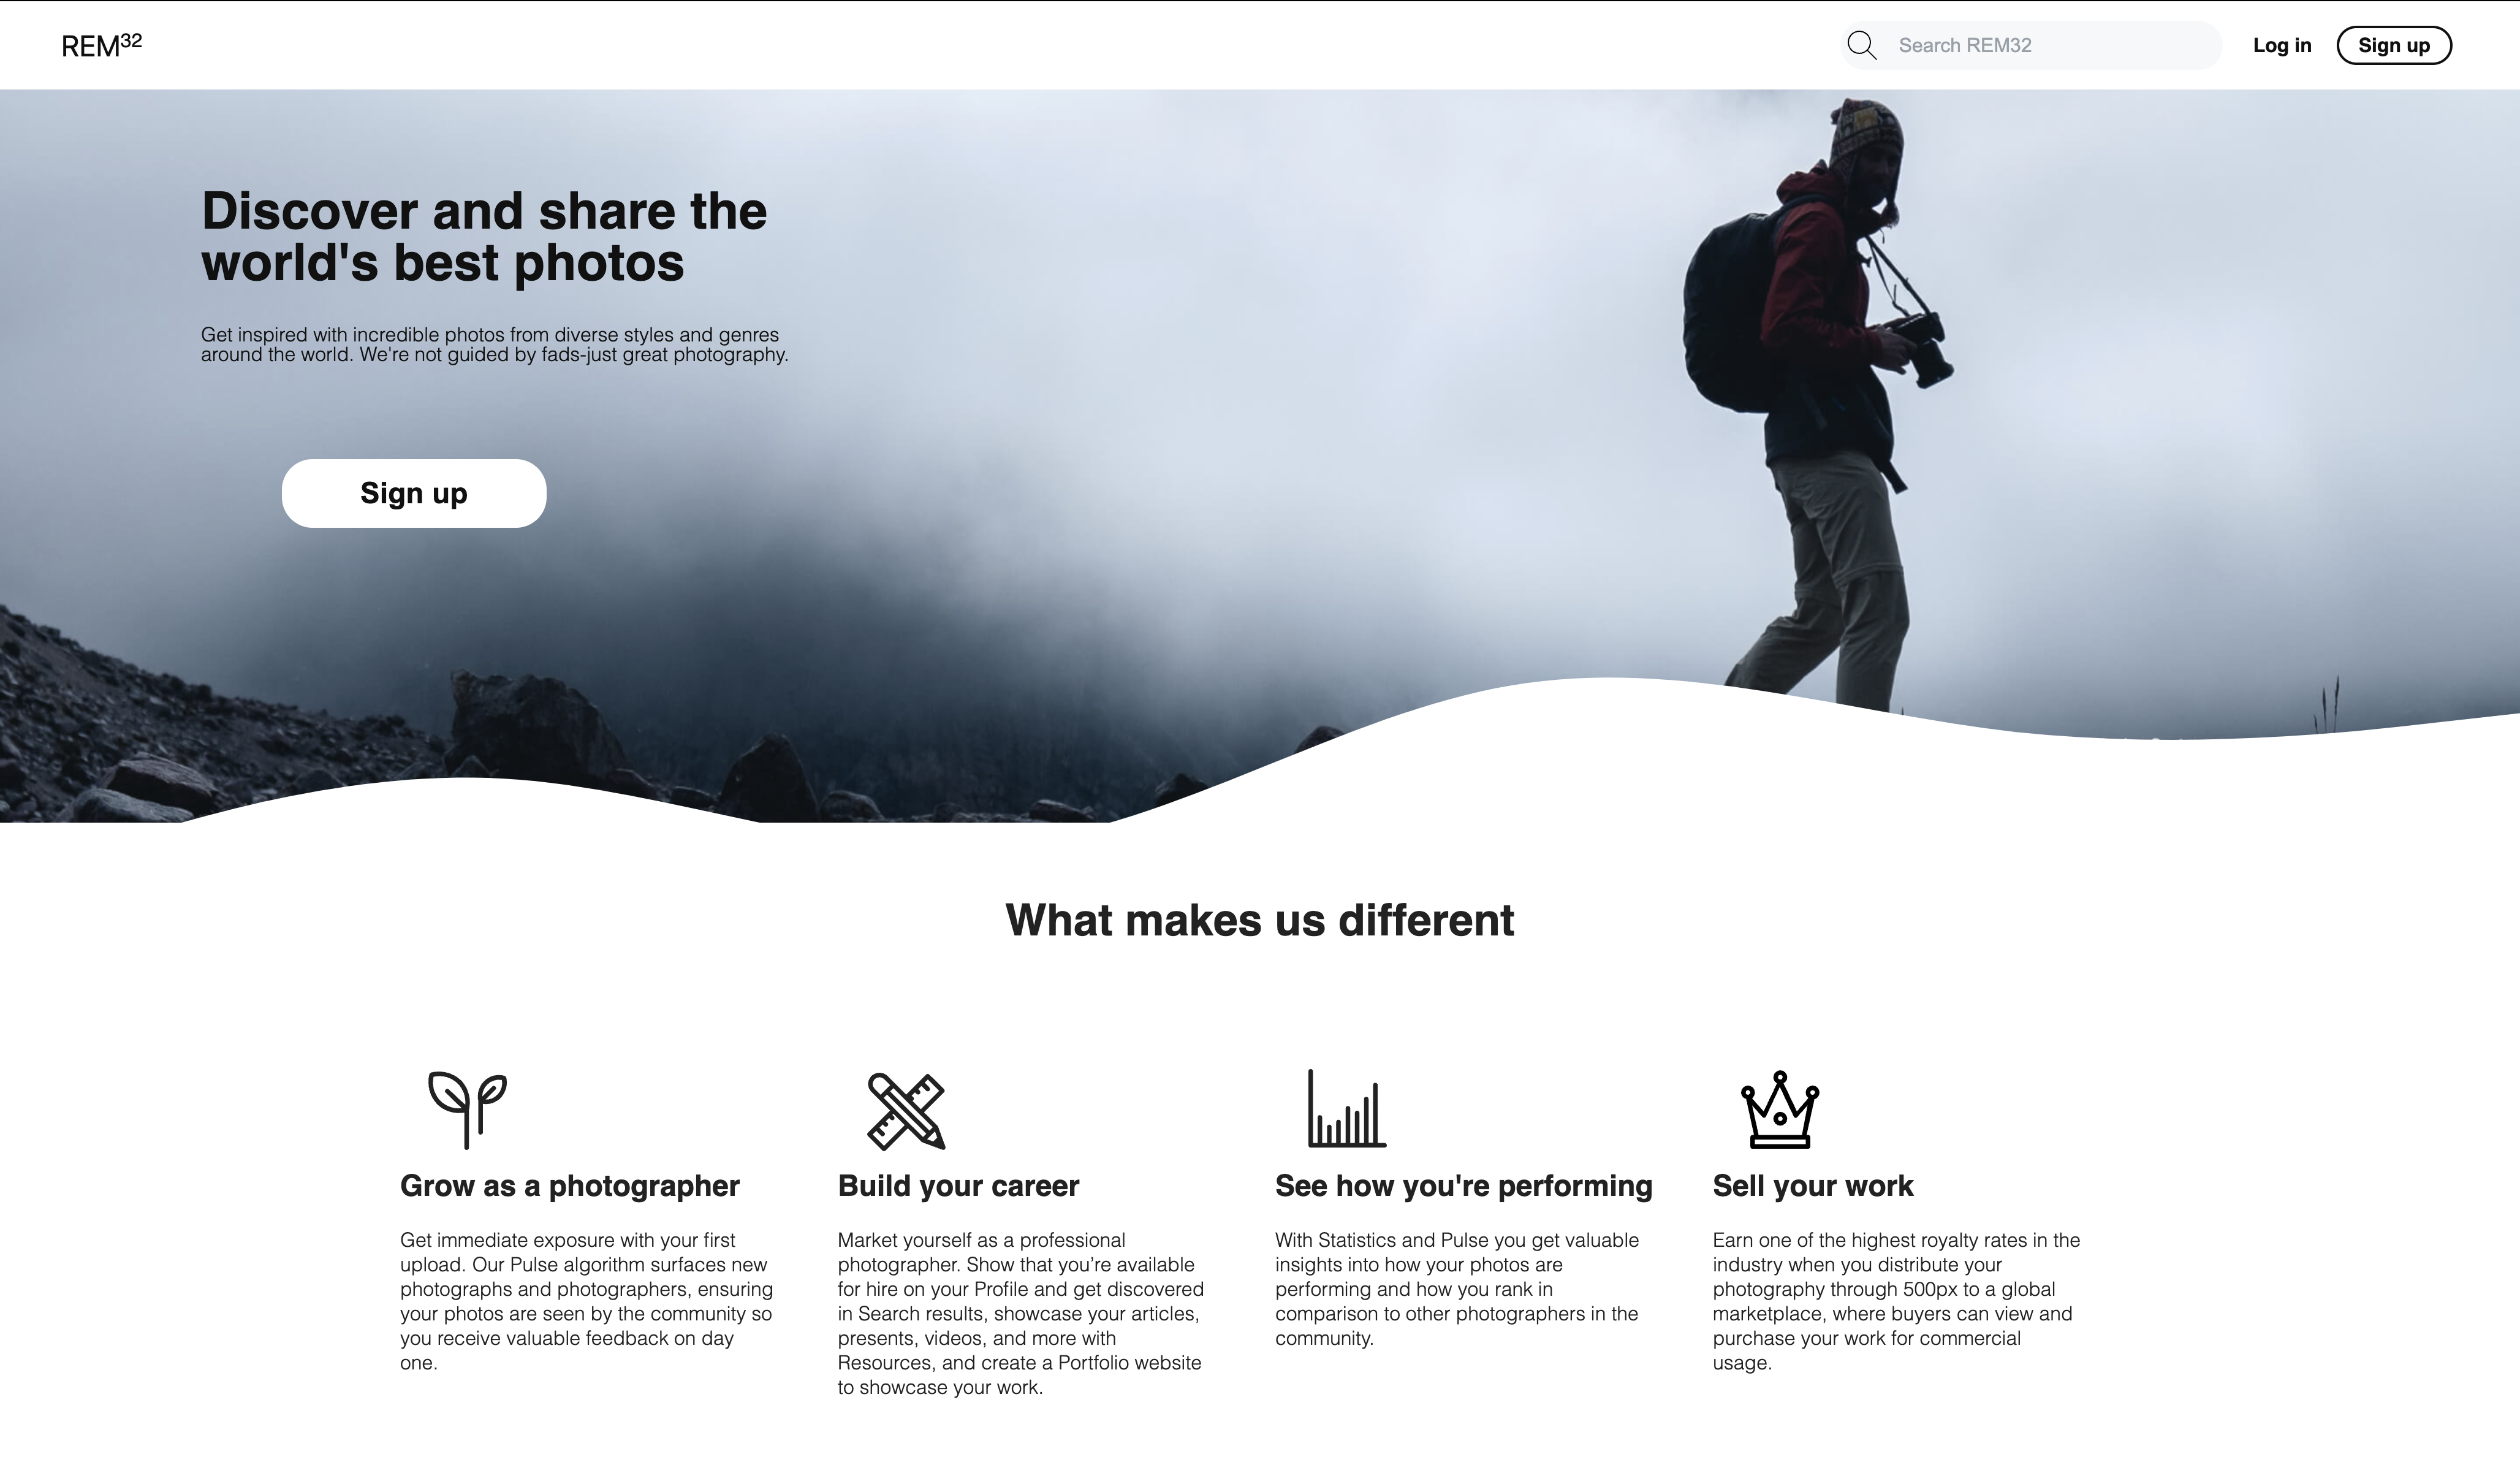 REM32
Search REM32
Log in
Sign up
Discover and share the
world's best photos
Get inspired with incredible photos from diverse styles and genres
around the world. We're not guided by fads-just great photography.
Sign up
What makes us different
Grow as a photographer
Get immediate exposure with your first
upload. Our Pulse algorithm surfaces new
photographs and photographers, ensuring
your photos are seen by the community so
you receive valuable feedback on day
one.
Build your career
Market yourself as a professional
photographer. Show that you’re available
for hire on your Profile and get discovered
in Search results, showcase your articles,
presents, videos, and more with
Resources, and create a Portfolio website
to showcase your work.
See how you're performing
With Statistics and Pulse you get valuable
insights into how your photos are
performing and how you rank in
comparison to other photographers in the
community.
Sell your work
Earn one of the highest royalty rates in the
industry when you distribute your
photography through 500px to a global
marketplace, where buyers can view and
purchase your work for commercial
usage.